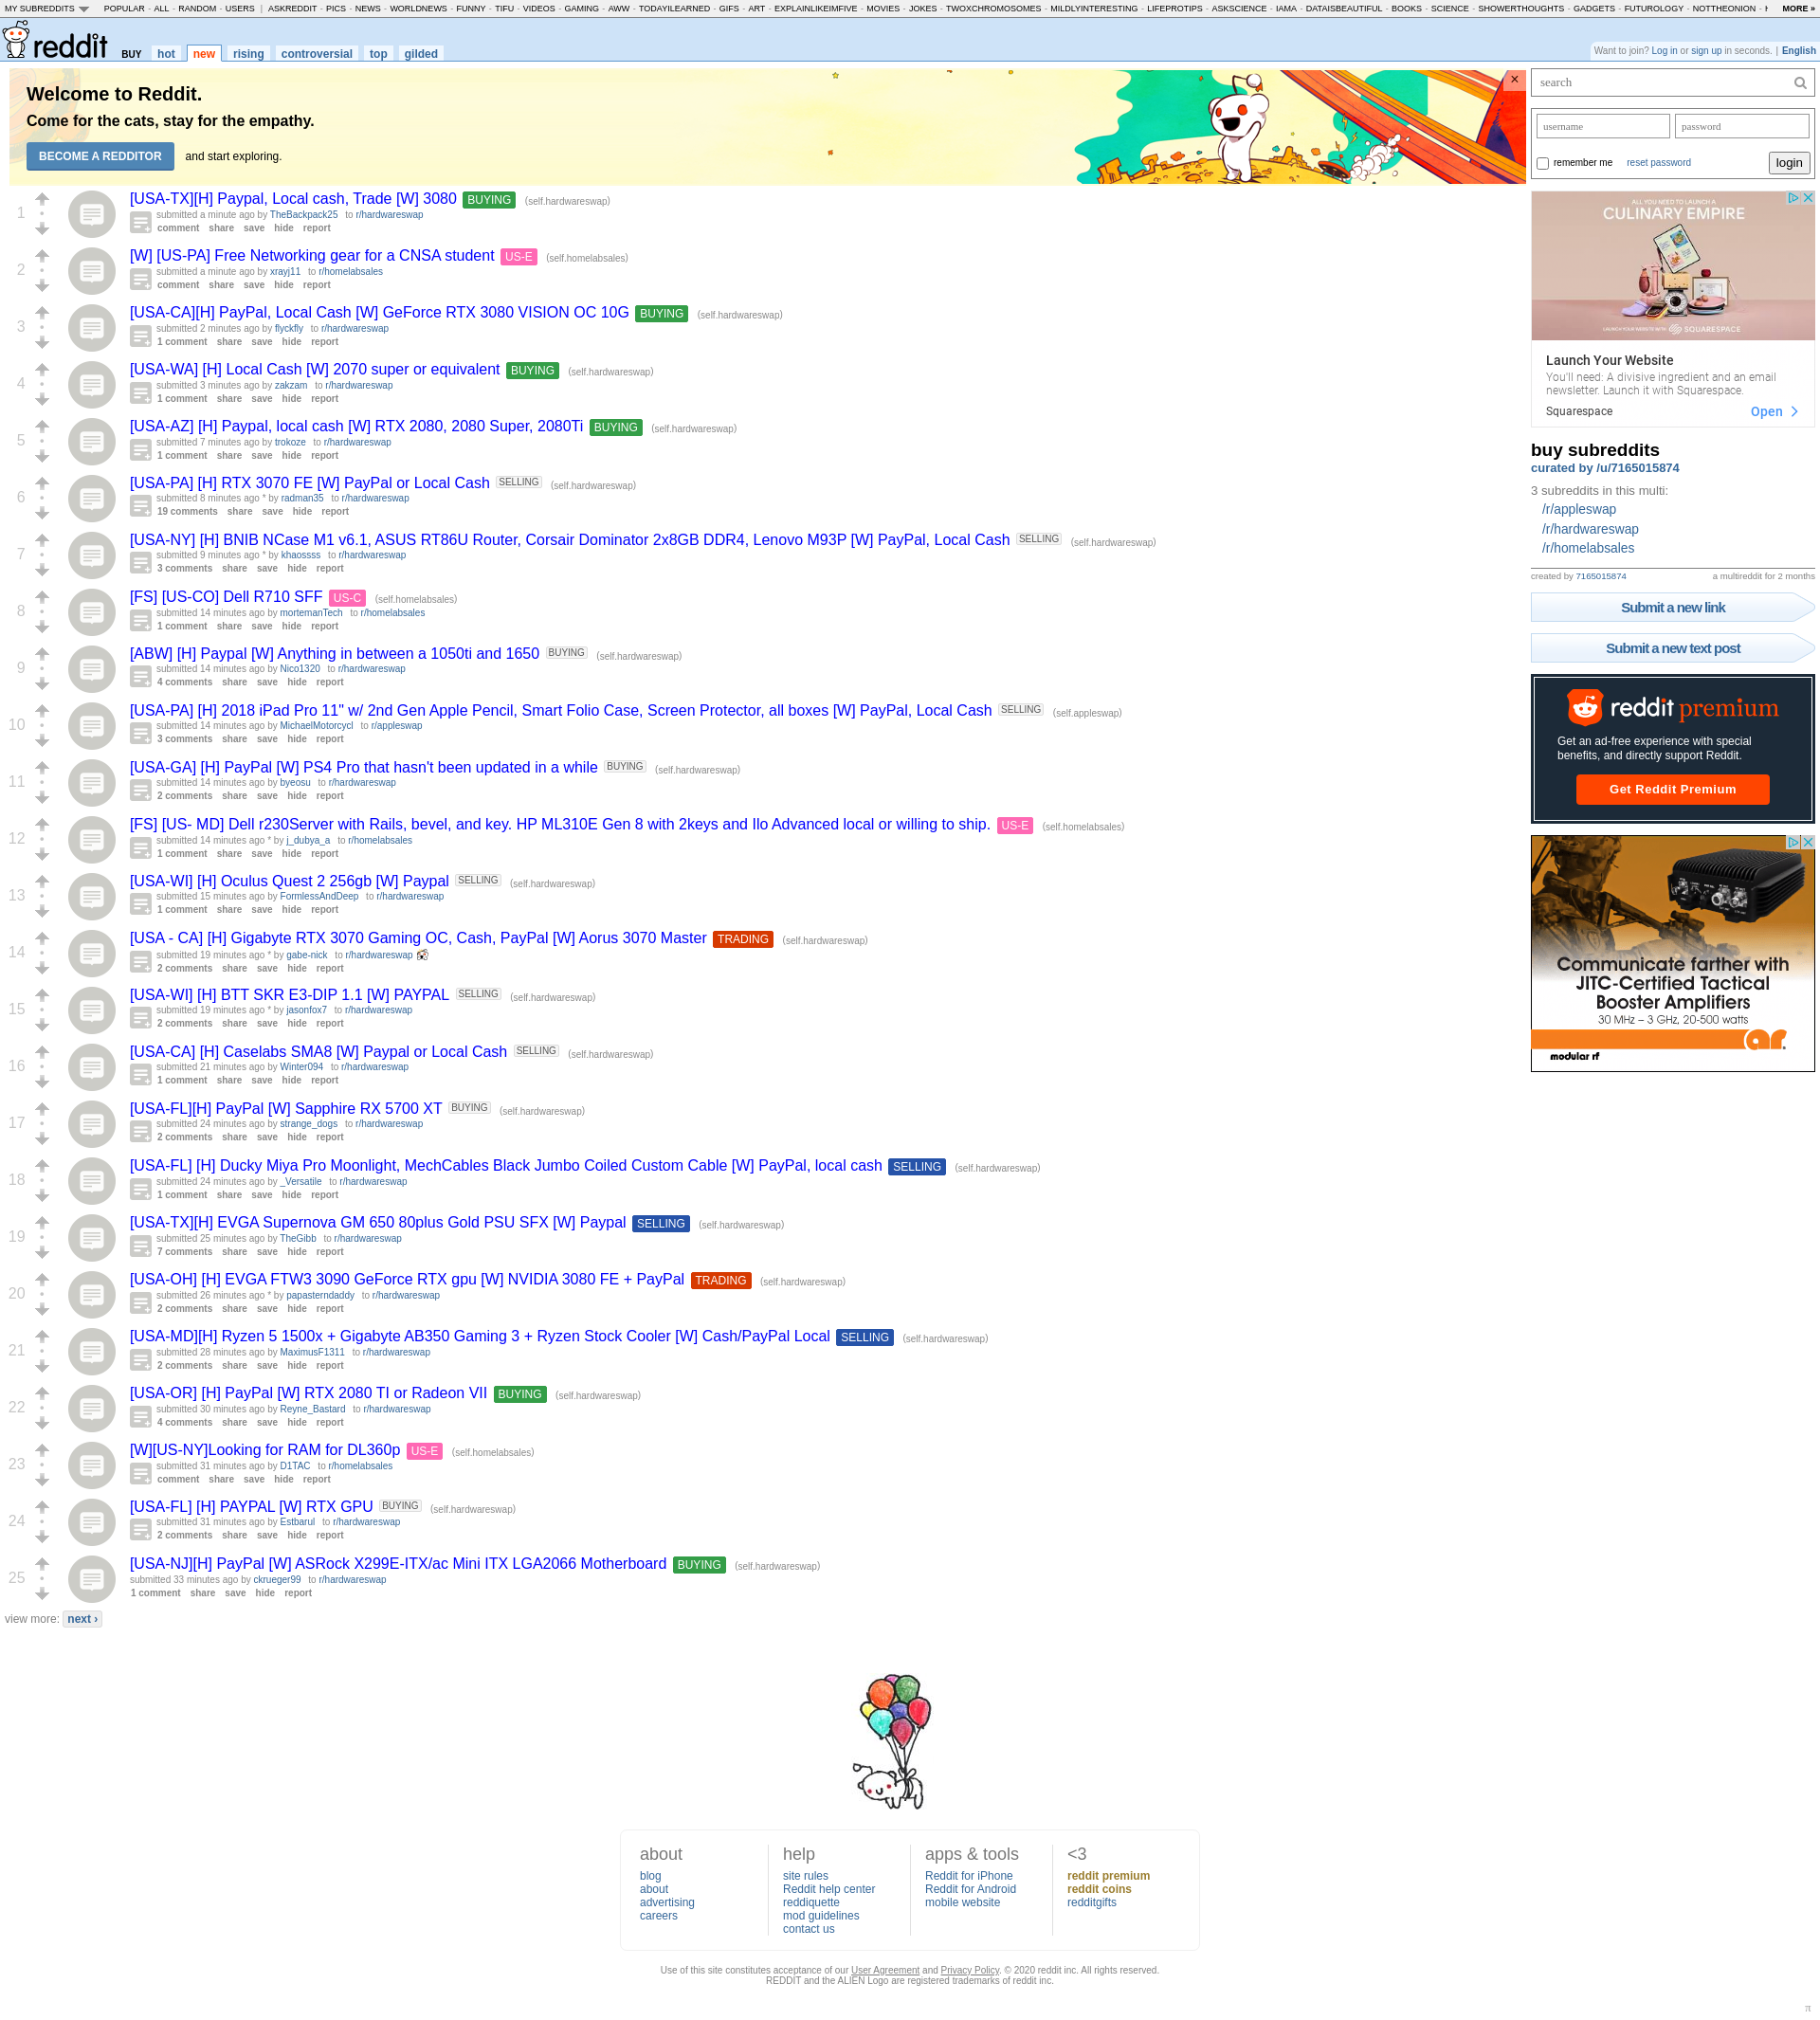 MY SUBREDDITS POPULAR - ALL - RANDOM - USERS | ASKREDDIT - PICS - NEWS - WORLDNEWS - FUNNY - TIFU - VIDEOS - GAMING - AWW - TODAYILEARNED - GIFS - ART - EXPLAINLIKEIMFIVE - MOVIES - JOKES - TWOXCHROMOSOMES - MILDLYINTERESTING - LIFEPROTIPS - ASKSCIENCE - IAMA - DATAISBEAUTIFUL - BOOKS - SCIENCE - SHOWERTHOUGHTS - GADGETS - FUTUROLOGY - NOTTHEONION - MORE »
reddit BUY hot new rising controversial top gilded
Want to join? Log in or sign up in seconds. | English
Welcome to Reddit.
Come for the cats, stay for the empathy.
BECOME A REDDITOR and start exploring.
1
[USA-TX][H] Paypal, Local cash, Trade [W] 3080 BUYING (self.hardwareswap)
submitted a minute ago by TheBackpack25 to r/hardwareswap
comment share save hide report
2
[W] [US-PA] Free Networking gear for a CNSA student US-E (self.homelabsales)
submitted a minute ago by xrayj11 to r/homelabsales
comment share save hide report
3
[USA-CA][H] PayPal, Local Cash [W] GeForce RTX 3080 VISION OC 10G BUYING (self.hardwareswap)
submitted 2 minutes ago by flyckfly to r/hardwareswap
1 comment share save hide report
4
[USA-WA] [H] Local Cash [W] 2070 super or equivalent BUYING (self.hardwareswap)
submitted 3 minutes ago by zakzam to r/hardwareswap
1 comment share save hide report
5
[USA-AZ] [H] Paypal, local cash [W] RTX 2080, 2080 Super, 2080Ti BUYING (self.hardwareswap)
submitted 7 minutes ago by trokoze to r/hardwareswap
1 comment share save hide report
6
[USA-PA] [H] RTX 3070 FE [W] PayPal or Local Cash SELLING (self.hardwareswap)
submitted 8 minutes ago * by radman35 to r/hardwareswap
19 comments share save hide report
7
[USA-NY] [H] BNIB NCase M1 v6.1, ASUS RT86U Router, Corsair Dominator 2x8GB DDR4, Lenovo M93P [W] PayPal, Local Cash SELLING (self.hardwareswap)
submitted 9 minutes ago * by khaossss to r/hardwareswap
3 comments share save hide report
8
[FS] [US-CO] Dell R710 SFF US-C (self.homelabsales)
submitted 14 minutes ago by mortemanTech to r/homelabsales
1 comment share save hide report
9
[ABW] [H] Paypal [W] Anything in between a 1050ti and 1650 BUYING (self.hardwareswap)
submitted 14 minutes ago by Nico1320 to r/hardwareswap
4 comments share save hide report
10
[USA-PA] [H] 2018 iPad Pro 11" w/ 2nd Gen Apple Pencil, Smart Folio Case, Screen Protector, all boxes [W] PayPal, Local Cash SELLING (self.appleswap)
submitted 14 minutes ago by MichaelMotorcycl to r/appleswap
3 comments share save hide report
11
[USA-GA] [H] PayPal [W] PS4 Pro that hasn't been updated in a while BUYING (self.hardwareswap)
submitted 14 minutes ago by byeosu to r/hardwareswap
2 comments share save hide report
12
[FS] [US- MD] Dell r230Server with Rails, bevel, and key. HP ML310E Gen 8 with 2keys and Ilo Advanced local or willing to ship. US-E (self.homelabsales)
submitted 14 minutes ago * by j_dubya_a to r/homelabsales
1 comment share save hide report
13
[USA-WI] [H] Oculus Quest 2 256gb [W] Paypal SELLING (self.hardwareswap)
submitted 15 minutes ago by FormlessAndDeep to r/hardwareswap
1 comment share save hide report
14
[USA - CA] [H] Gigabyte RTX 3070 Gaming OC, Cash, PayPal [W] Aorus 3070 Master TRADING (self.hardwareswap)
submitted 19 minutes ago * by gabe-nick to r/hardwareswap
2 comments share save hide report
15
[USA-WI] [H] BTT SKR E3-DIP 1.1 [W] PAYPAL SELLING (self.hardwareswap)
submitted 19 minutes ago * by jasonfox7 to r/hardwareswap
2 comments share save hide report
16
[USA-CA] [H] Caselabs SMA8 [W] Paypal or Local Cash SELLING (self.hardwareswap)
submitted 21 minutes ago by Winter094 to r/hardwareswap
1 comment share save hide report
17
[USA-FL][H] PayPal [W] Sapphire RX 5700 XT BUYING (self.hardwareswap)
submitted 24 minutes ago by strange_dogs to r/hardwareswap
2 comments share save hide report
18
[USA-FL] [H] Ducky Miya Pro Moonlight, MechCables Black Jumbo Coiled Custom Cable [W] PayPal, local cash SELLING (self.hardwareswap)
submitted 24 minutes ago by _Versatile to r/hardwareswap
1 comment share save hide report
19
[USA-TX][H] EVGA Supernova GM 650 80plus Gold PSU SFX [W] Paypal SELLING (self.hardwareswap)
submitted 25 minutes ago by TheGibb to r/hardwareswap
7 comments share save hide report
20
[USA-OH] [H] EVGA FTW3 3090 GeForce RTX gpu [W] NVIDIA 3080 FE + PayPal TRADING (self.hardwareswap)
submitted 26 minutes ago * by papasterndaddy to r/hardwareswap
2 comments share save hide report
21
[USA-MD][H] Ryzen 5 1500x + Gigabyte AB350 Gaming 3 + Ryzen Stock Cooler [W] Cash/PayPal Local SELLING (self.hardwareswap)
submitted 28 minutes ago by MaximusF1311 to r/hardwareswap
2 comments share save hide report
22
[USA-OR] [H] PayPal [W] RTX 2080 TI or Radeon VII BUYING (self.hardwareswap)
submitted 30 minutes ago by Reyne_Bastard to r/hardwareswap
4 comments share save hide report
23
[W][US-NY]Looking for RAM for DL360p US-E (self.homelabsales)
submitted 31 minutes ago by D1TAC to r/homelabsales
comment share save hide report
24
[USA-FL] [H] PAYPAL [W] RTX GPU BUYING (self.hardwareswap)
submitted 31 minutes ago by Estbarul to r/hardwareswap
2 comments share save hide report
25
[USA-NJ][H] PayPal [W] ASRock X299E-ITX/ac Mini ITX LGA2066 Motherboard BUYING (self.hardwareswap)
submitted 33 minutes ago by ckrueger99 to r/hardwareswap
1 comment share save hide report
view more: next ›
search
username password
remember me reset password login
ALL YOU NEED TO LAUNCH A
CULINARY EMPIRE
LAUNCH YOUR WEBSITE WITH SQUARESPACE
Launch Your Website
You'll need: A divisive ingredient and an email
newsletter. Launch it with Squarespace.
Squarespace Open
buy subreddits
curated by /u/7165015874
3 subreddits in this multi:
/r/appleswap
/r/hardwareswap
/r/homelabsales
created by 7165015874 a multireddit for 2 months
Submit a new link
Submit a new text post
reddit premium
Get an ad-free experience with special
benefits, and directly support Reddit.
Get Reddit Premium
Communicate farther with
JITC-Certified Tactical
Booster Amplifiers
30 MHz – 3 GHz, 20-500 watts
ar
modular rf
about
blog
about
advertising
careers
help
site rules
Reddit help center
reddiquette
mod guidelines
contact us
apps & tools
Reddit for iPhone
Reddit for Android
mobile website
<3
reddit premium
reddit coins
redditgifts
Use of this site constitutes acceptance of our User Agreement and Privacy Policy. © 2020 reddit inc. All rights reserved.
REDDIT and the ALIEN Logo are registered trademarks of reddit inc.
π